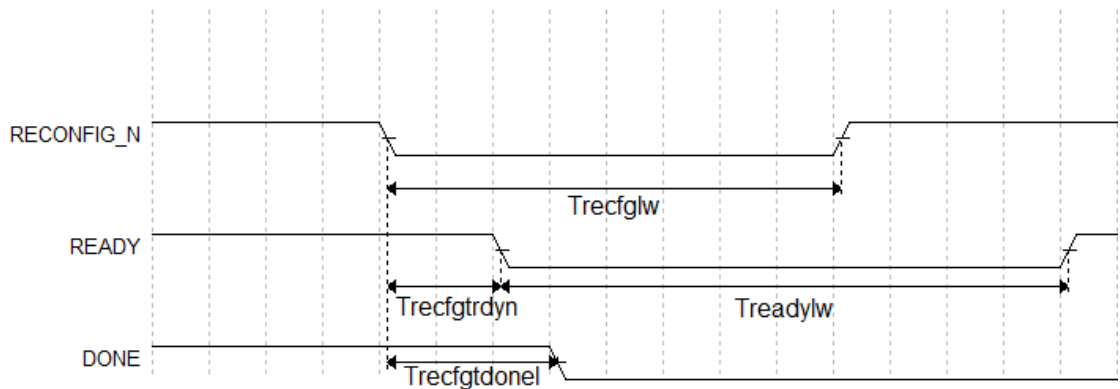 RECONFIG_N
Trecfglw
READY
Trecfgtrdyn
Treadylw
DONE
Trecfgtdonel